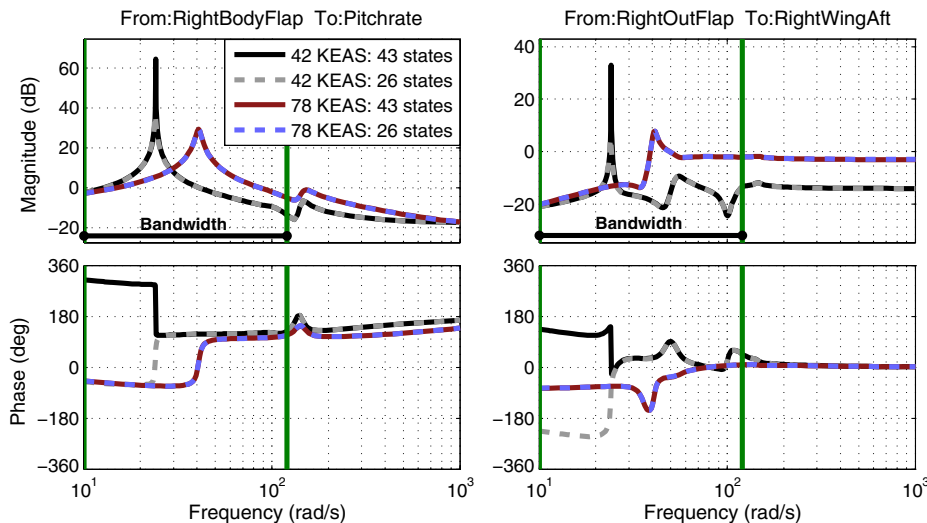 From:RightBodyFlap To:Pitchrate
From:RightOutFlap To:RightWingAft
Magnitude (dB)
60
40
20
0
−20
42 KEAS: 43 states
42 KEAS: 26 states
78 KEAS: 43 states
78 KEAS: 26 states
Bandwidth
40
20
0
−20
Bandwidth
Phase (deg)
360
180
0
−180
−360
10^1
10^2
10^3
Frequency (rad/s)
360
180
0
−180
−360
10^1
10^2
10^3
Frequency (rad/s)